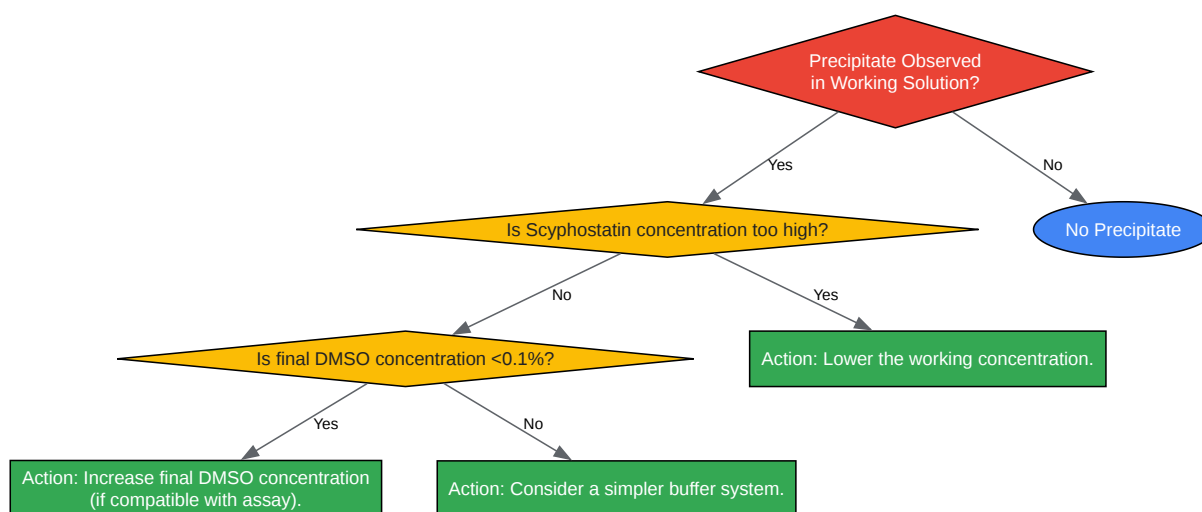 Precipitate Observed
in Working Solution?
Yes
No
Is Scyphostatin concentration too high?
No Precipitate
No
Yes
Is final DMSO concentration <0.1%?
Action: Lower the working concentration.
Yes
No
Action: Increase final DMSO concentration
(if compatible with assay).
Action: Consider a simpler buffer system.